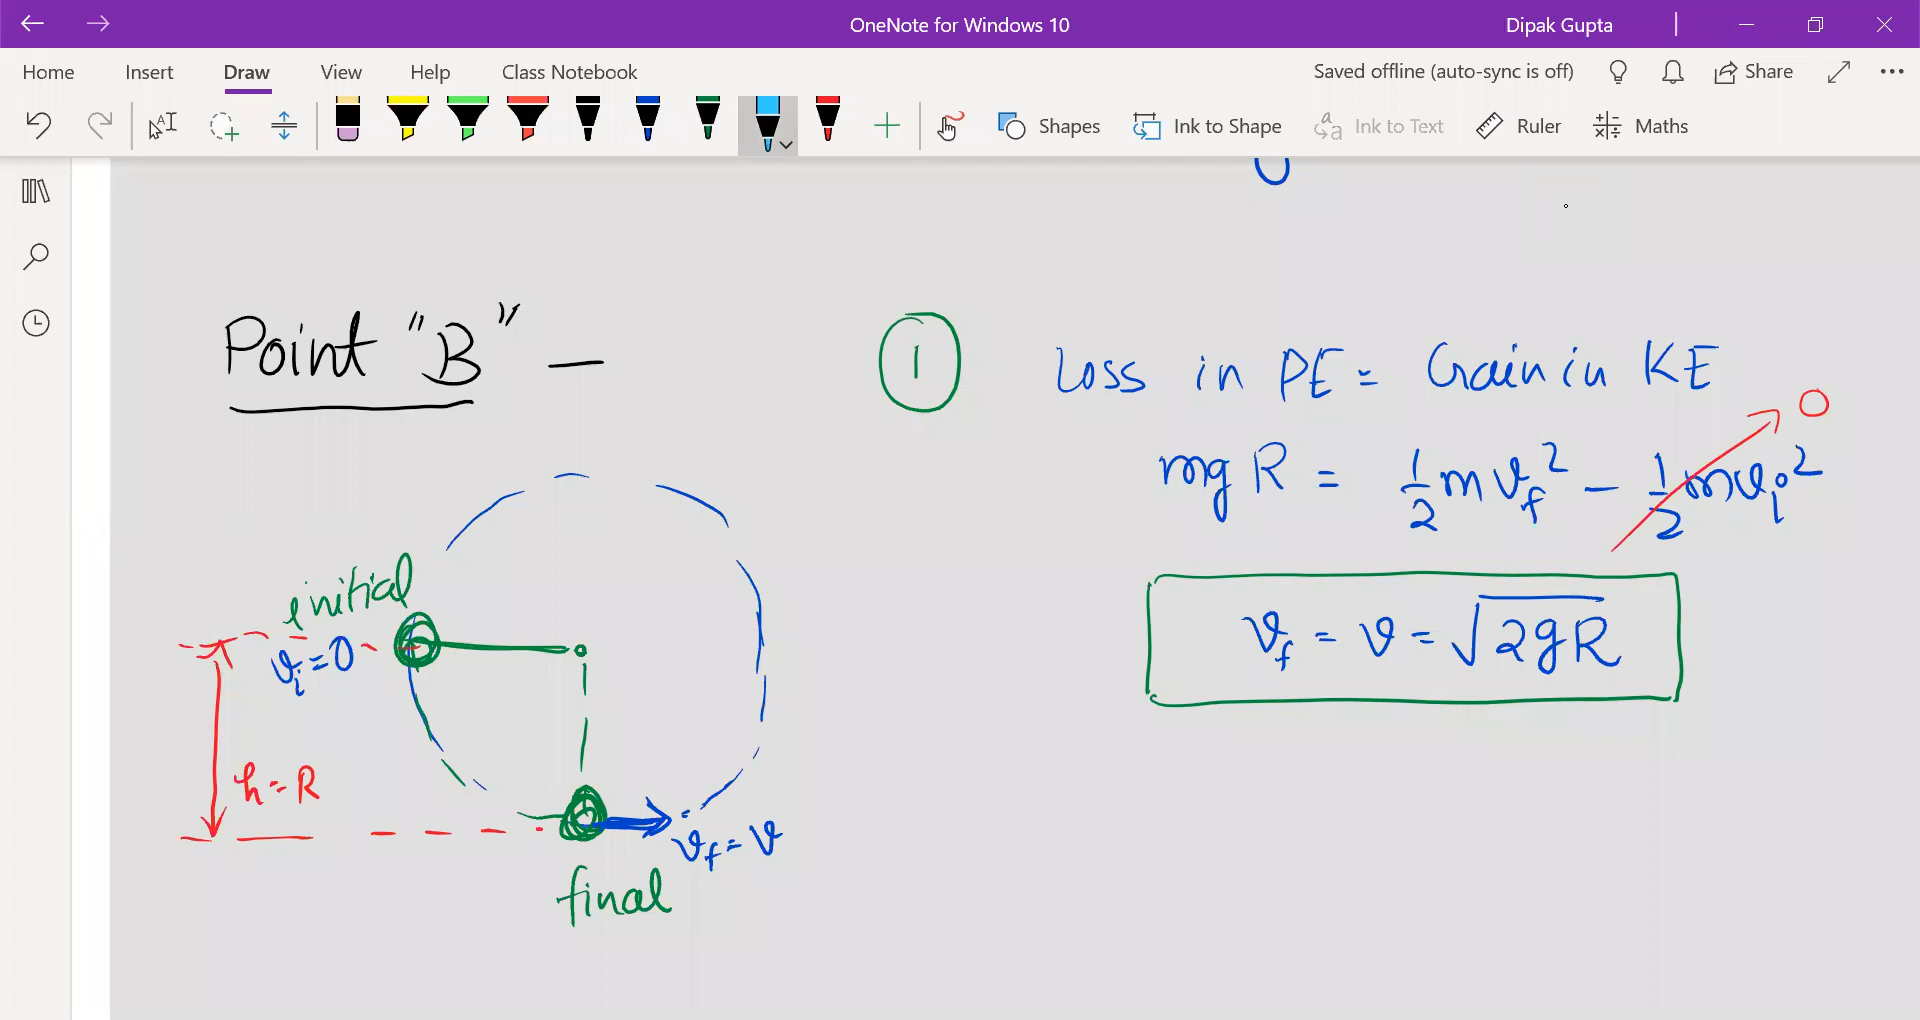 OneNote for Windows 10
Dipak Gupta
Home Insert Draw View Help Class Notebook
Saved offline (auto-sync is off) Share
Shapes Ink to Shape Ink to Text Ruler Maths
Point "B" —
1
Loss in PE = Gain in KE
mg R = ½ m v_f² − ½ m v_i² 0
v_f = v = √2gR
initial
v_i = 0
h = R
v_f = v
final